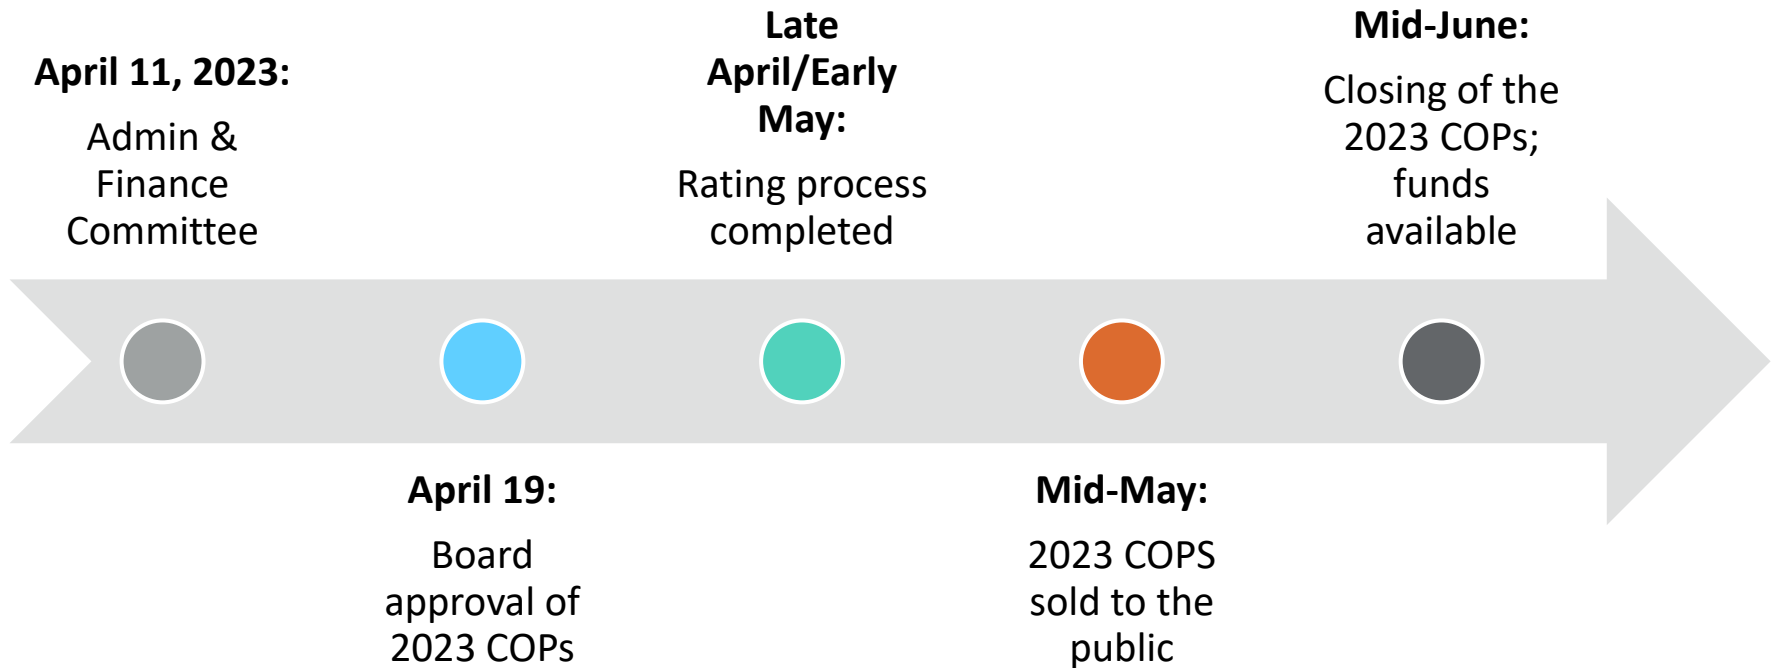 April 11, 2023:
Admin &
Finance
Committee
April 19:
Board
approval of
2023 COPs
Late
April/Early
May:
Rating process
completed
Mid-May:
2023 COPS
sold to the
public
Mid-June:
Closing of the
2023 COPs;
funds
available